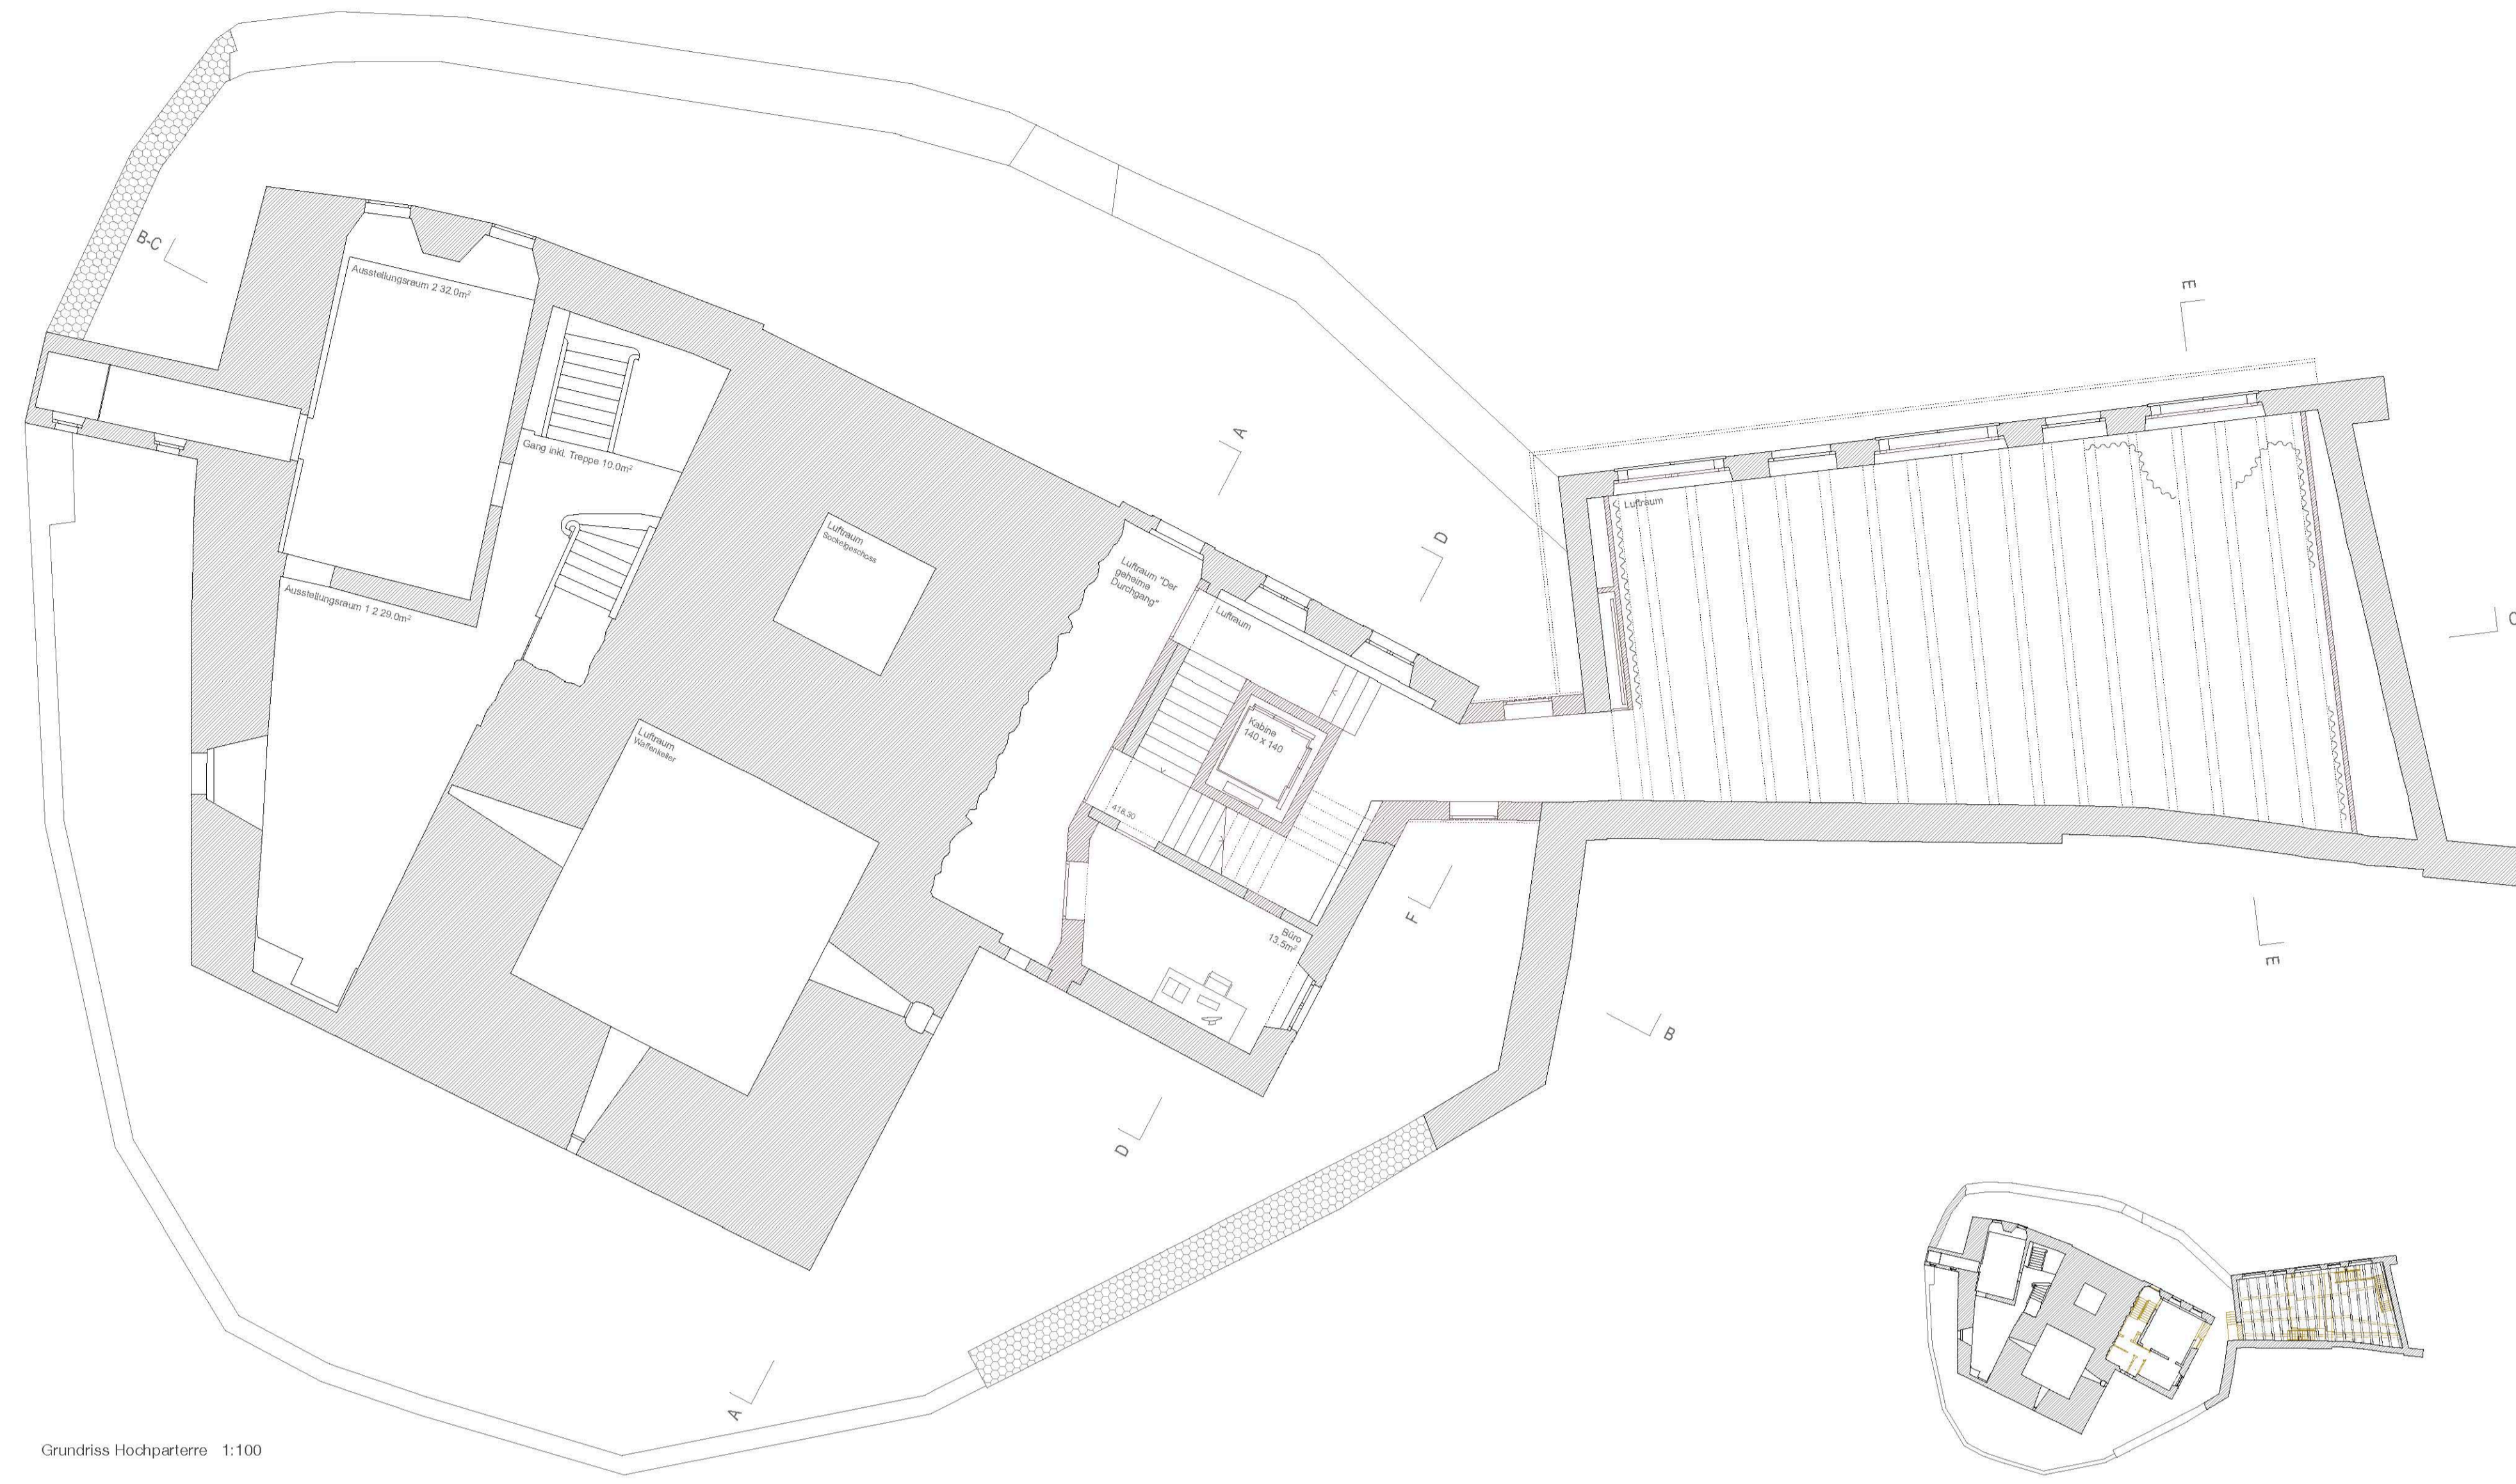 B-C
Ausstellungsraum 2 32.0m²
Gang inkl. Treppe 10.0m²
Ausstellungsraum 1 2 29.0m²
Luftraum
Sockelgeschoss
Luftraum
Waffenkeller
A
D
Luftraum "Der
geheime
Durchgang"
Luftraum
Kabine
140 x 140
416.50
Büro
13.5m²
E
Luftraum
C
F
E
B
D
A
Grundriss Hochparterre 1:100